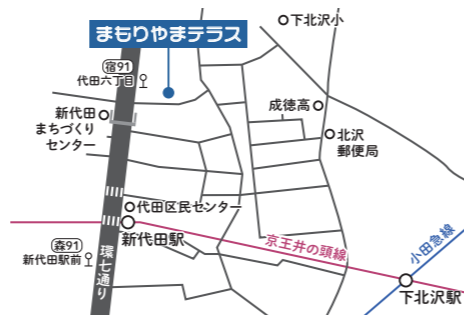 まもりやまテラス
下北沢小
宿91
代田六丁目
成徳高
新代田
まちづくり
センター
北沢
郵便局
代田区民センター
新代田駅
京王井の頭線
小田急線
森91
新代田駅前
環七通り
下北沢駅